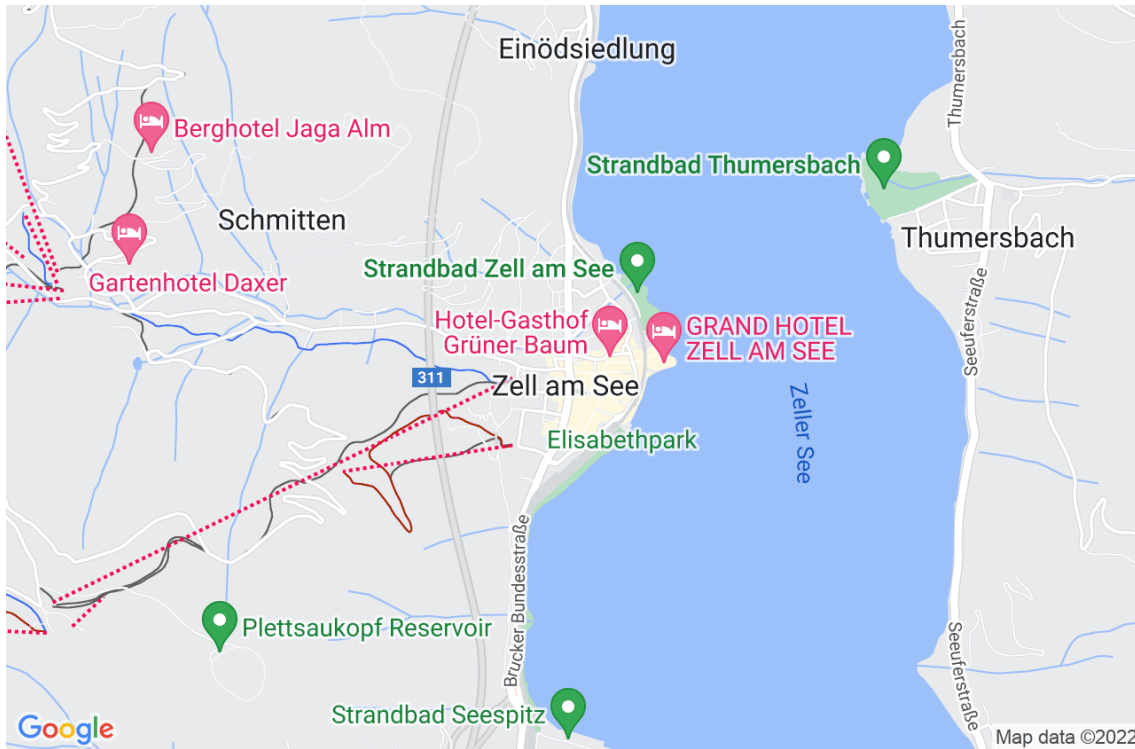 Einödsiedlung
Thumersbach
Berghotel Jaga Alm
Strandbad Thumersbach
Schmitten
Thumersbach
Strandbad Zell am See
Gartenhotel Daxer
Seeuferstraße
Hotel-Gasthof
Grüner Baum
GRAND HOTEL
ZELL AM SEE
311
Zell am See
Zeller See
Elisabethpark
Brucker Bundesstraße
Plettsaukopf Reservoir
Seeuferstraße
Strandbad Seespitz
Google
Map data ©2022